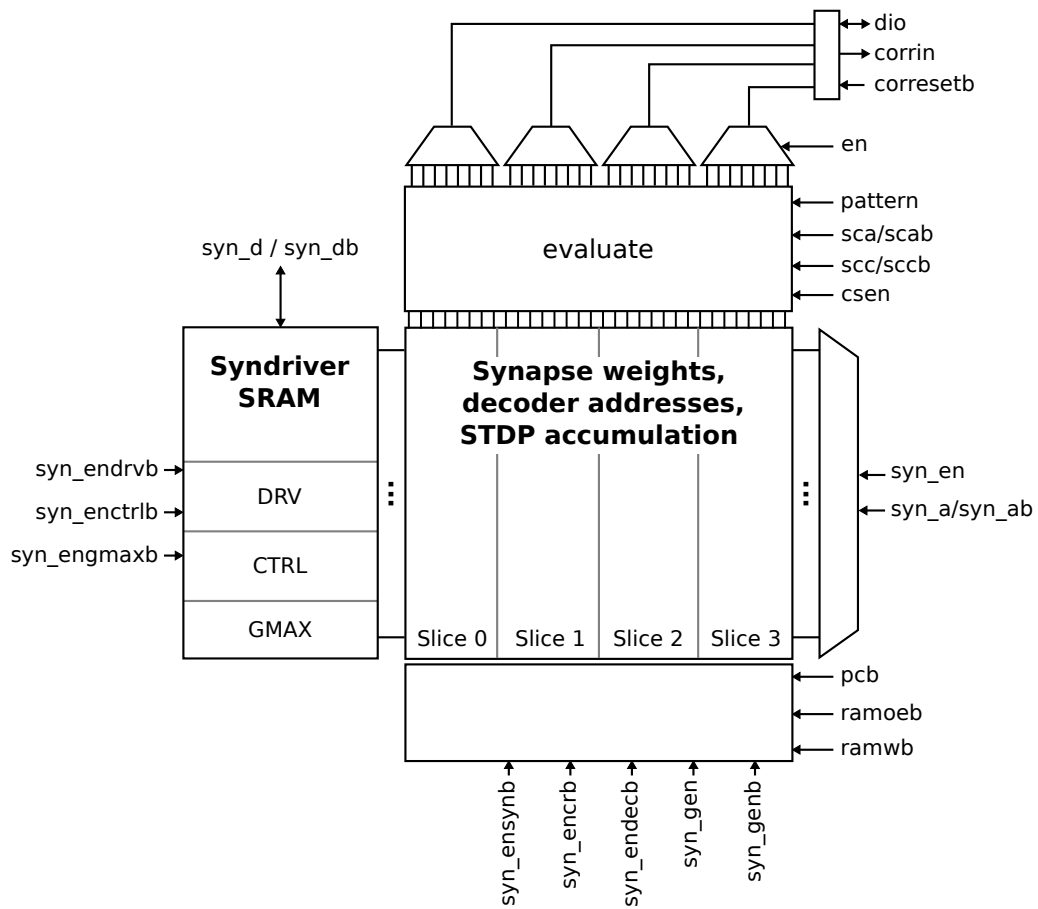 dio
corrin
corresetb
en
pattern
sca/scab
scc/sccb
csen
evaluate
syn_d / syn_db
Syndriver
SRAM
DRV
CTRL
GMAX
syn_endrvb
syn_enctrlb
syn_engmaxb
Synapse weights,
decoder addresses,
STDP accumulation
...
...
Slice 0
Slice 1
Slice 2
Slice 3
syn_en
syn_a/syn_ab
pcb
ramoeb
ramwb
syn_ensynb
syn_encrb
syn_endecb
syn_gen
syn_genb